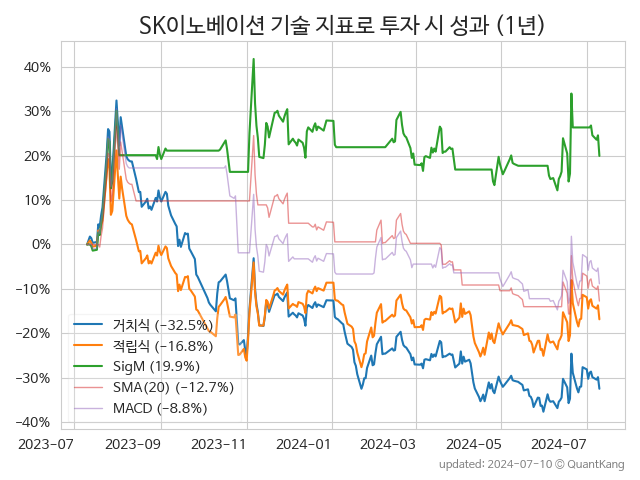 SK이노베이션 기술 지표로 투자 시 성과 (1년)
40%
30%
20%
10%
0%
−10%
−20%
−30%
−40%
거치식 (−32.5%)
적립식 (−16.8%)
SigM (19.9%)
SMA(20) (−12.7%)
MACD (−8.8%)
2023-07
2023-09
2023-11
2024-01
2024-03
2024-05
2024-07
updated: 2024-07-10 ⓒ QuantKang